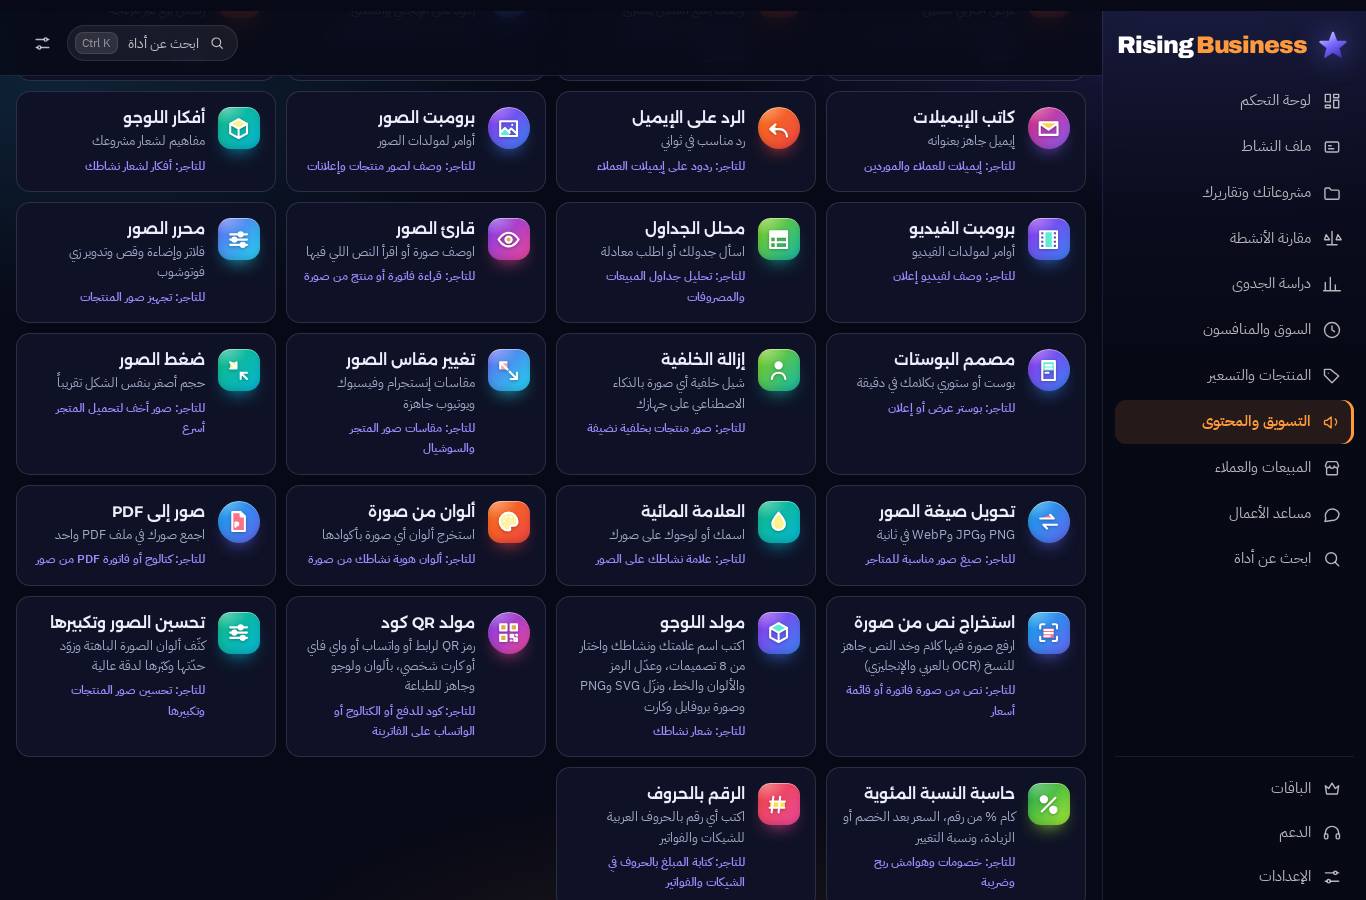 Rising Business
لوحة التحكم
ملف النشاط
مشروعاتك وتقاريرك
مقارنة الأنشطة
دراسة الجدوى
السوق والمنافسون
المنتجات والتسعير
التسويق والمحتوى
المبيعات والعملاء
مساعد الأعمال
ابحث عن أداة
الباقات
الدعم
الإعدادات
ابحث عن أداة
Ctrl K
كاتب الإيميلات
إيميل جاهز بعنوانه
للتاجر: إيميلات للعملاء والموردين
الرد على الإيميل
رد مناسب في ثواني
للتاجر: ردود على إيميلات العملاء
برومبت الصور
أوامر لمولدات الصور
للتاجر: وصف لصور منتجات وإعلانات
أفكار اللوجو
مفاهيم لشعار مشروعك
للتاجر: أفكار لشعار نشاطك
برومبت الفيديو
أوامر لمولدات الفيديو
للتاجر: وصف لفيديو إعلان
محلل الجداول
اسأل جدولك أو اطلب معادلة
للتاجر: تحليل جداول المبيعات
والمصروفات
قارئ الصور
اوصف صورة أو اقرأ النص اللي فيها
للتاجر: قراءة فاتورة أو منتج من صورة
محرر الصور
فلاتر وإضاءة وقص وتدوير زي
فوتوشوب
للتاجر: تجهيز صور المنتجات
مصمم البوستات
بوست أو ستوري بكلامك في دقيقة
للتاجر: بوستر عرض أو إعلان
إزالة الخلفية
شيل خلفية أي صورة بالذكاء
الاصطناعي على جهازك
للتاجر: صور منتجات بخلفية نضيفة
تغيير مقاس الصور
مقاسات إنستجرام وفيسبوك
ويوتيوب جاهزة
للتاجر: مقاسات صور المتجر
والسوشيال
ضغط الصور
حجم أصغر بنفس الشكل تقريباً
للتاجر: صور أخف لتحميل المتجر
أسرع
تحويل صيغة الصور
PNG وJPG وWebP في ثانية
للتاجر: صيغ صور مناسبة للمتاجر
العلامة المائية
اسمك أو لوجوك على صورك
للتاجر: علامة نشاطك على الصور
ألوان من صورة
استخرج ألوان أي صورة بأكوادها
للتاجر: ألوان هوية نشاطك من صورة
صور إلى PDF
اجمع صورك في ملف PDF واحد
للتاجر: كتالوج أو فاتورة PDF من صور
استخراج نص من صورة
ارفع صورة فيها كلام وخد النص جاهز
للنسخ (OCR بالعربي والإنجليزي)
للتاجر: نص من صورة فاتورة أو قائمة
أسعار
مولد اللوجو
اكتب اسم علامتك ونشاطك واختار
من 8 تصميمات، وعدّل الرمز
والألوان والخط، ونزّل SVG وPNG
وصورة بروفايل وكارت
للتاجر: شعار نشاطك
مولد QR كود
رمز QR لرابط أو واتساب أو واي فاي
أو كارت شخصي، بألوان ولوجو
وجاهز للطباعة
للتاجر: كود للدفع أو الكتالوج أو
الواتساب على الفاترينة
تحسين الصور وتكبيرها
كثّف ألوان الصورة الباهتة وزوّد
حدّتها وكبّرها لدقة عالية
للتاجر: تحسين صور المنتجات
وتكبيرها
حاسبة النسبة المئوية
كام % من رقم، السعر بعد الخصم أو
الزيادة، ونسبة التغيير
للتاجر: خصومات وهوامش ربح
وضريبة
الرقم بالحروف
اكتب أي رقم بالحروف العربية
للشيكات والفواتير
للتاجر: كتابة المبلغ بالحروف في
الشيكات والفواتير